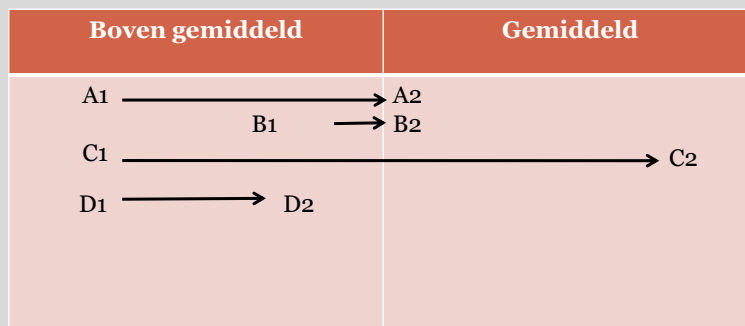 Boven gemiddeld Gemiddeld
A1 A2
B1 B2
C1 C2
D1 D2